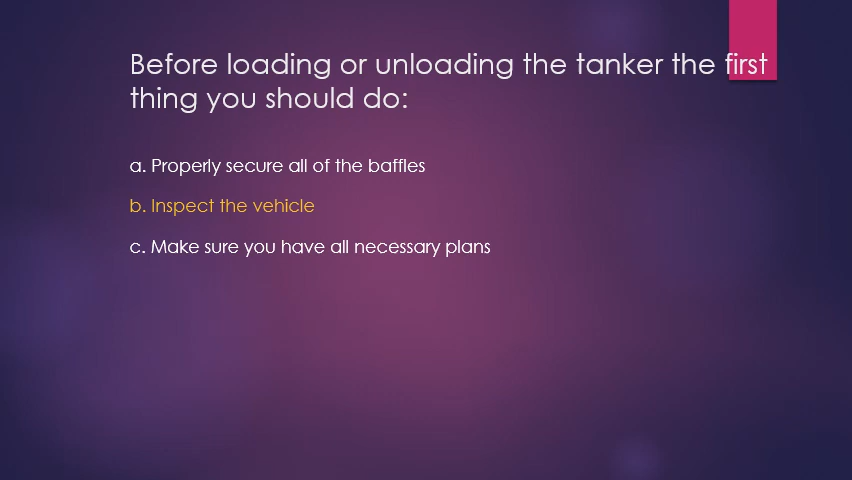 Before loading or unloading the tanker the first
thing you should do:
a. Properly secure all of the baffles
b. Inspect the vehicle
c. Make sure you have all necessary plans